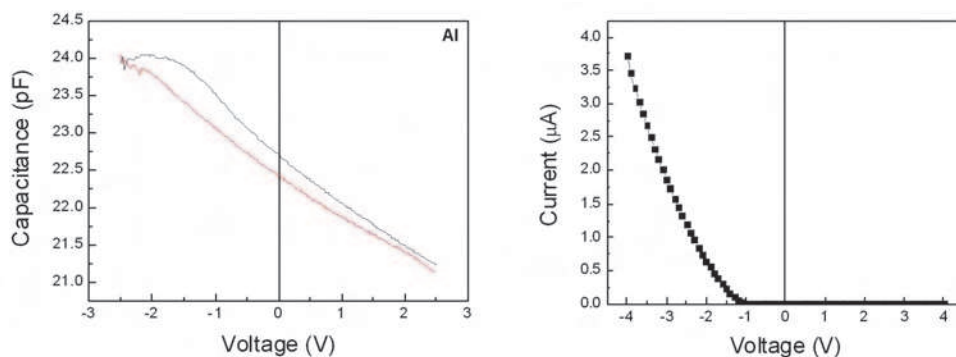 Al
Capacitance (pF)
24.5
24.0
23.5
23.0
22.5
22.0
21.5
21.0
-3 -2 -1 0 1 2 3
Voltage (V)
Current (µA)
4.0
3.5
3.0
2.5
2.0
1.5
1.0
0.5
0.0
-4 -3 -2 -1 0 1 2 3 4
Voltage (V)